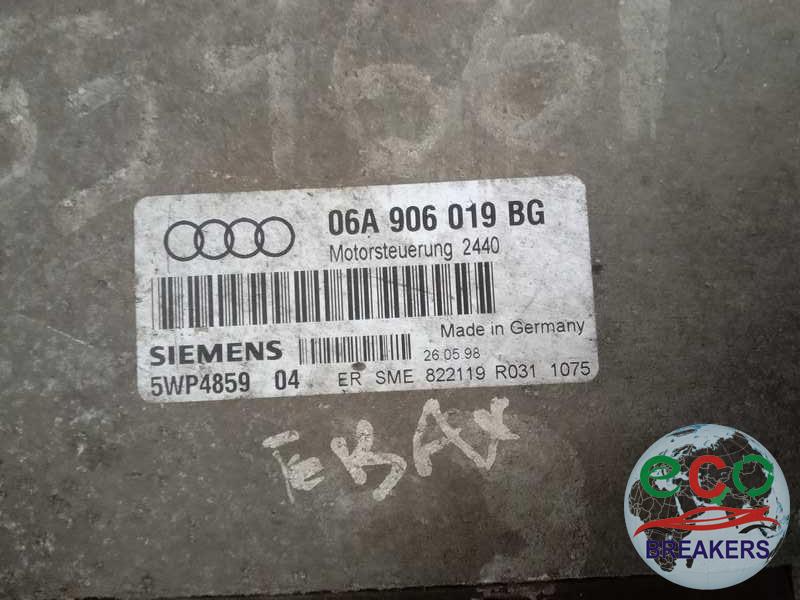 06A 906 019 BG
Motorsteuerung 2440
Made in Germany
SIEMENS
26.05.98
5WP4859 04 ER SME 822119 R031 1075
eco
BREAKERS